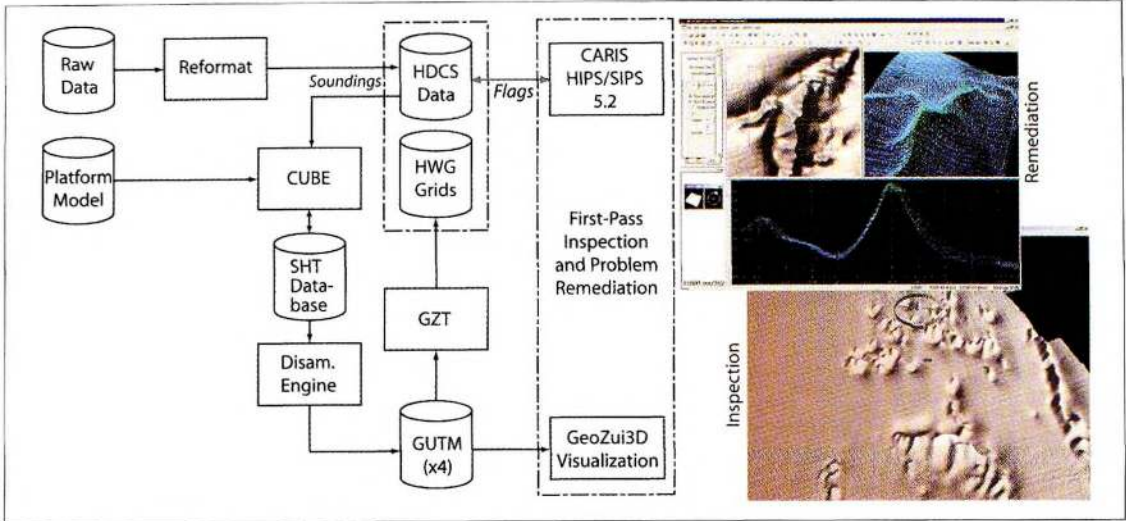 Raw
Data
Reformat
Soundings
HDCS
Data
Flags
CARIS
HIPS/SIPS
5.2
Platform
Model
CUBE
HWG
Grids
SHT
Data-
base
GZT
First-Pass
Inspection
and Problem
Remediation
Disam.
Engine
GUTM
(x4)
GeoZui3D
Visualization
Remediation
Inspection